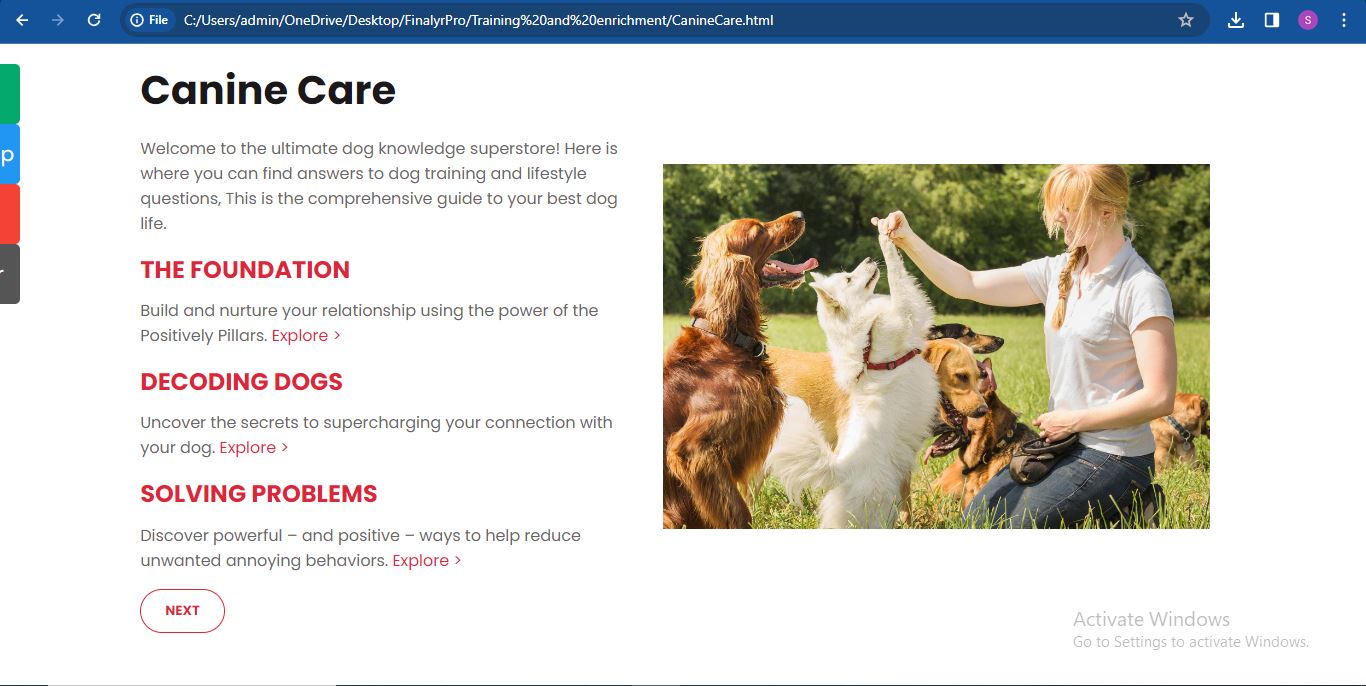 File C:/Users/admin/OneDrive/Desktop/FinalyrPro/Training%20and%20enrichment/CanineCare.html S
Canine Care
Welcome to the ultimate dog knowledge superstore! Here is
where you can find answers to dog training and lifestyle
questions, This is the comprehensive guide to your best dog
life.
THE FOUNDATION
Build and nurture your relationship using the power of the
Positively Pillars. Explore >
DECODING DOGS
Uncover the secrets to supercharging your connection with
your dog. Explore >
SOLVING PROBLEMS
Discover powerful – and positive – ways to help reduce
unwanted annoying behaviors. Explore >
NEXT
p
Activate Windows
Go to Settings to activate Windows.